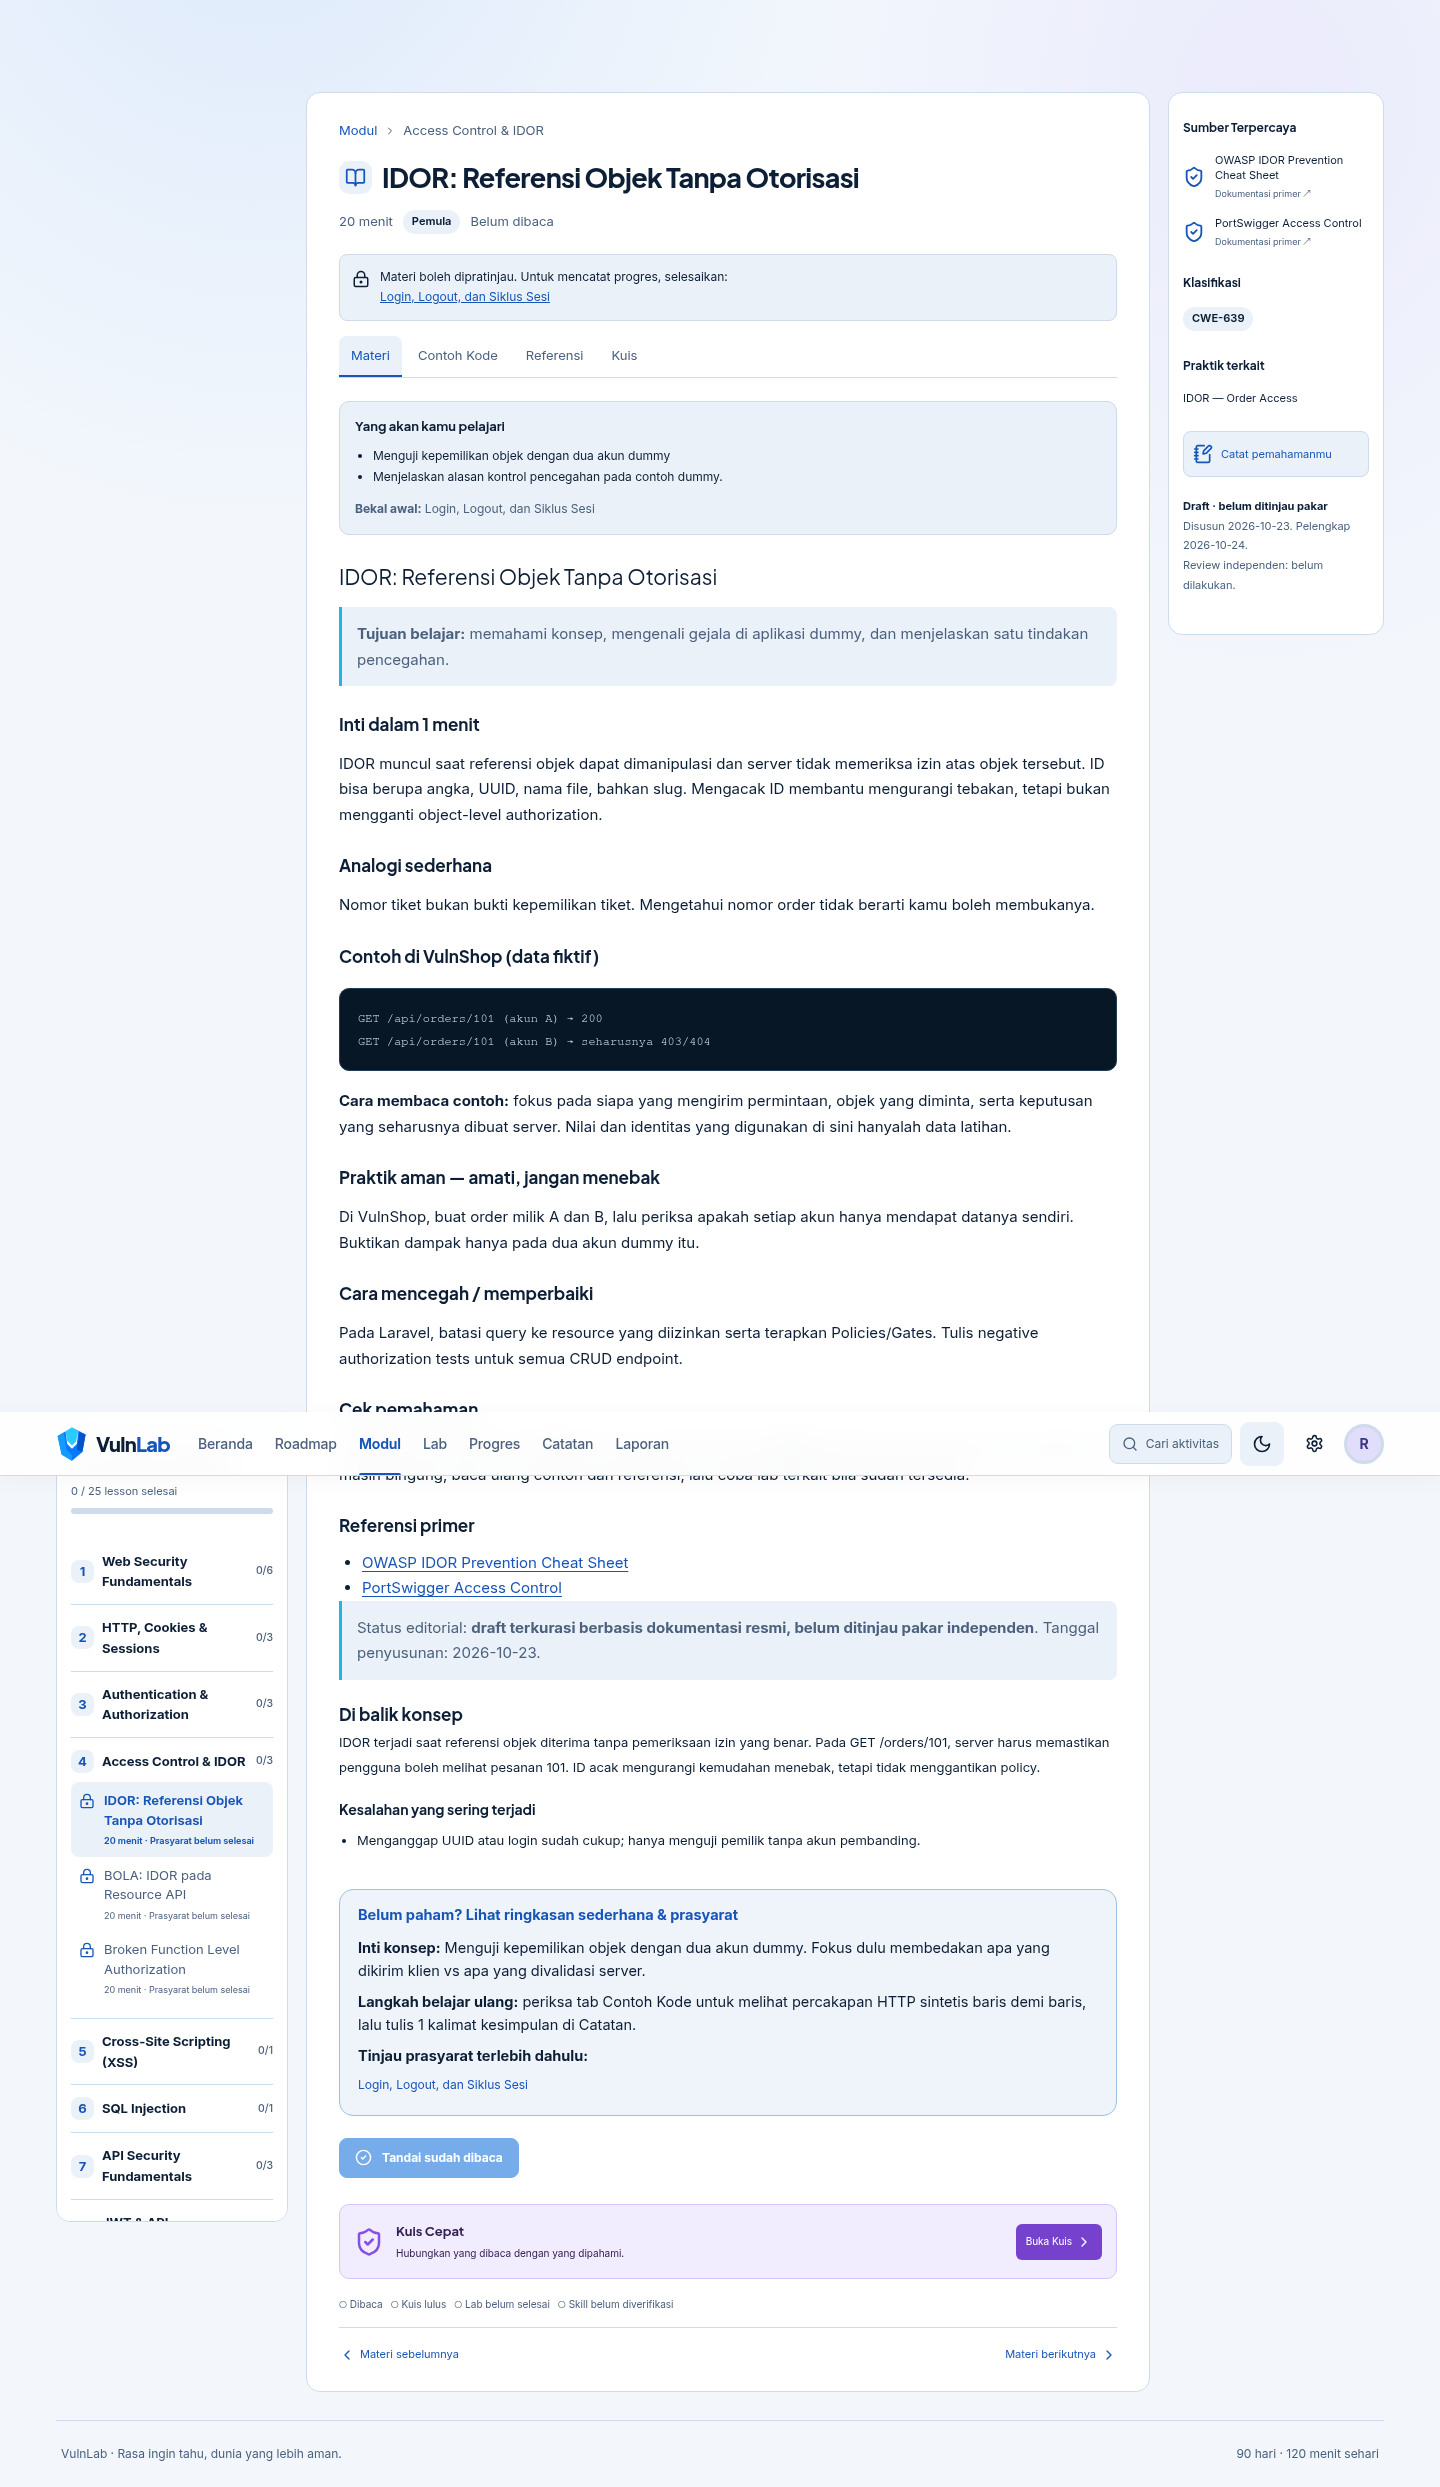 Modul > Access Control & IDOR
IDOR: Referensi Objek Tanpa Otorisasi
20 menit Pemula Belum dibaca
Materi boleh dipratinjau. Untuk mencatat progres, selesaikan:
Login, Logout, dan Siklus Sesi
Materi Contoh Kode Referensi Kuis
Yang akan kamu pelajari
• Menguji kepemilikan objek dengan dua akun dummy
• Menjelaskan alasan kontrol pencegahan pada contoh dummy.
Bekal awal: Login, Logout, dan Siklus Sesi
IDOR: Referensi Objek Tanpa Otorisasi
Tujuan belajar: memahami konsep, mengenali gejala di aplikasi dummy, dan menjelaskan satu tindakan
pencegahan.
Inti dalam 1 menit
IDOR muncul saat referensi objek dapat dimanipulasi dan server tidak memeriksa izin atas objek tersebut. ID
bisa berupa angka, UUID, nama file, bahkan slug. Mengacak ID membantu mengurangi tebakan, tetapi bukan
mengganti object-level authorization.
Analogi sederhana
Nomor tiket bukan bukti kepemilikan tiket. Mengetahui nomor order tidak berarti kamu boleh membukanya.
Contoh di VulnShop (data fiktif)
GET /api/orders/101 (akun A) → 200
GET /api/orders/101 (akun B) → seharusnya 403/404
Cara membaca contoh: fokus pada siapa yang mengirim permintaan, objek yang diminta, serta keputusan
yang seharusnya dibuat server. Nilai dan identitas yang digunakan di sini hanyalah data latihan.
Praktik aman — amati, jangan menebak
Di VulnShop, buat order milik A dan B, lalu periksa apakah setiap akun hanya mendapat datanya sendiri.
Buktikan dampak hanya pada dua akun dummy itu.
Cara mencegah / memperbaiki
Pada Laravel, batasi query ke resource yang diizinkan serta terapkan Policies/Gates. Tulis negative
authorization tests untuk semua CRUD endpoint.
Cek pemahaman
masih bingung, baca ulang contoh dan referensi, lalu coba lab terkait bila sudah tersedia.
Referensi primer
• OWASP IDOR Prevention Cheat Sheet
• PortSwigger Access Control
Status editorial: draft terkurasi berbasis dokumentasi resmi, belum ditinjau pakar independen. Tanggal
penyusunan: 2026-10-23.
Di balik konsep
IDOR terjadi saat referensi objek diterima tanpa pemeriksaan izin yang benar. Pada GET /orders/101, server harus memastikan
pengguna boleh melihat pesanan 101. ID acak mengurangi kemudahan menebak, tetapi tidak menggantikan policy.
Kesalahan yang sering terjadi
• Menganggap UUID atau login sudah cukup; hanya menguji pemilik tanpa akun pembanding.
Belum paham? Lihat ringkasan sederhana & prasyarat
Inti konsep: Menguji kepemilikan objek dengan dua akun dummy. Fokus dulu membedakan apa yang
dikirim klien vs apa yang divalidasi server.
Langkah belajar ulang: periksa tab Contoh Kode untuk melihat percakapan HTTP sintetis baris demi baris,
lalu tulis 1 kalimat kesimpulan di Catatan.
Tinjau prasyarat terlebih dahulu:
Login, Logout, dan Siklus Sesi
Tandai sudah dibaca
Kuis Cepat
Hubungkan yang dibaca dengan yang dipahami.
Buka Kuis
○ Dibaca ○ Kuis lulus ○ Lab belum selesai ○ Skill belum diverifikasi
Materi sebelumnya
Materi berikutnya
Sumber Terpercaya
OWASP IDOR Prevention
Cheat Sheet
Dokumentasi primer ↗
PortSwigger Access Control
Dokumentasi primer ↗
Klasifikasi
CWE-639
Praktik terkait
IDOR — Order Access
Catat pemahamanmu
Draft · belum ditinjau pakar
Disusun 2026-10-23. Pelengkap
2026-10-24.
Review independen: belum
dilakukan.
VulnLab Beranda Roadmap Modul Lab Progres Catatan Laporan Cari aktivitas R
0 / 25 lesson selesai
1 Web Security
Fundamentals 0/6
2 HTTP, Cookies &
Sessions 0/3
3 Authentication &
Authorization 0/3
4 Access Control & IDOR 0/3
IDOR: Referensi Objek
Tanpa Otorisasi
20 menit · Prasyarat belum selesai
BOLA: IDOR pada
Resource API
20 menit · Prasyarat belum selesai
Broken Function Level
Authorization
20 menit · Prasyarat belum selesai
5 Cross-Site Scripting
(XSS) 0/1
6 SQL Injection 0/1
7 API Security
Fundamentals 0/3
JWT & API
VulnLab · Rasa ingin tahu, dunia yang lebih aman.
90 hari · 120 menit sehari